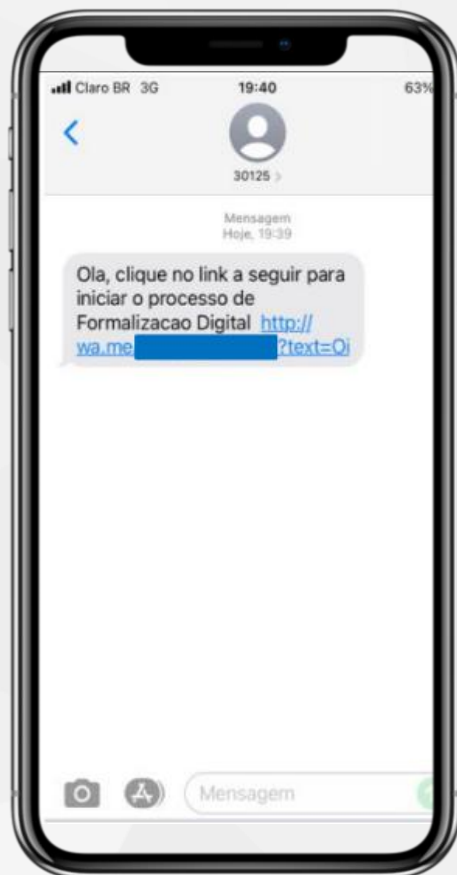 Claro BR 3G 19:40 63%
30125 >
Mensagem
Hoje, 19:39
Ola, clique no link a seguir para
iniciar o processo de
Formalizacao Digital http://
wa.me ?text=Oi
Mensagem